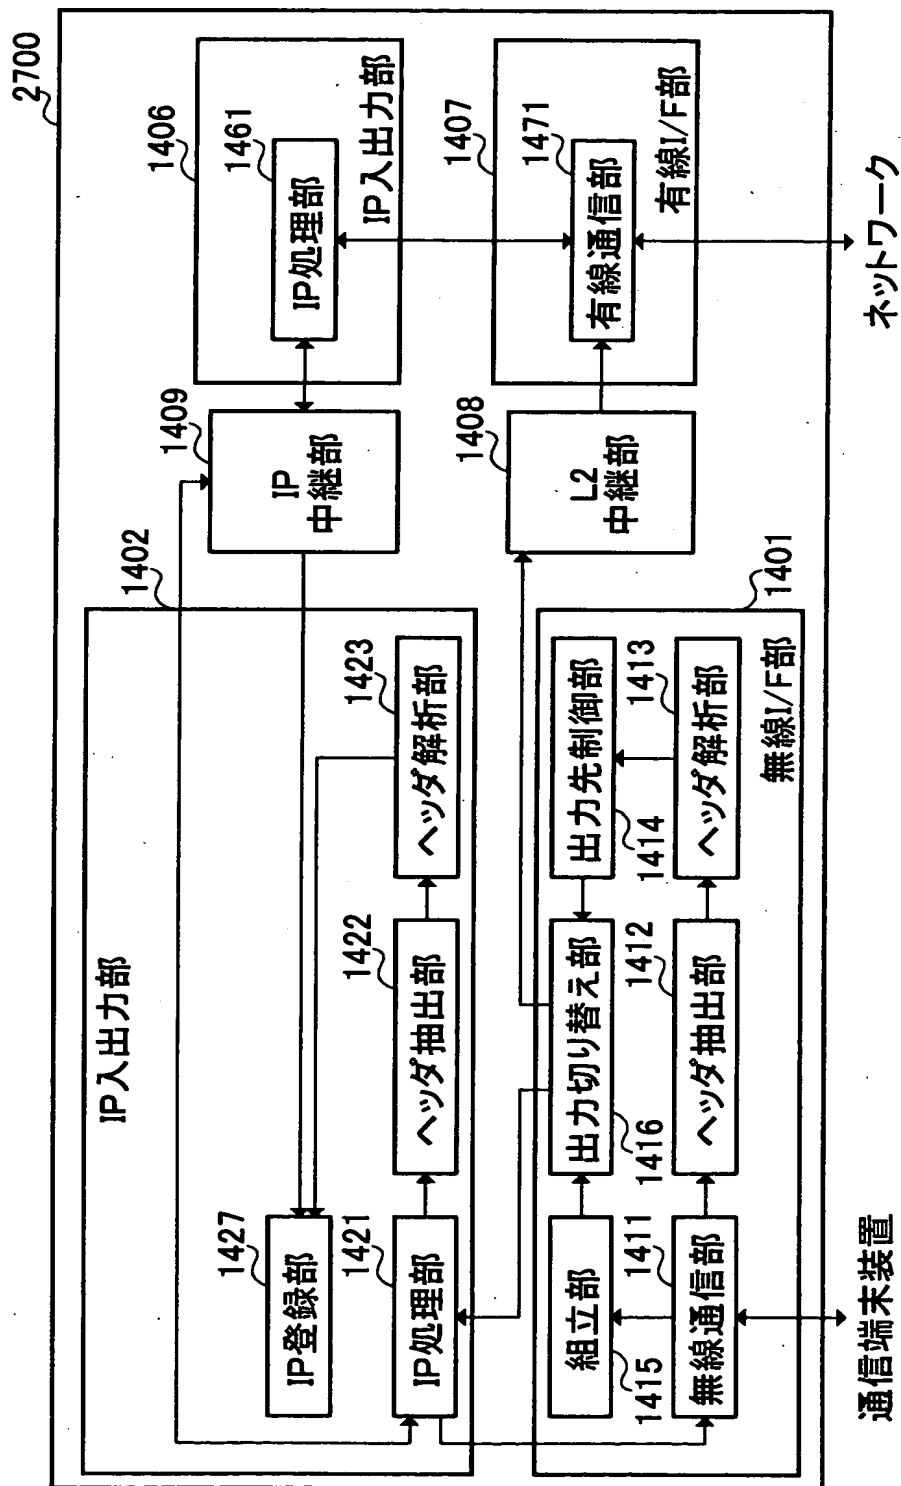 2700
IP入出力部
1402
1427
IP登録部
1421
IP処理部
1422
ヘッダ抽出部
1423
ヘッダ解析部
1409
IP
中継部
1406
1461
IP処理部
IP入出力部
1415
組立部
1411
無線通信部
1416
出力切り替え部
1412
ヘッダ抽出部
1414
出力先制御部
1413
ヘッダ解析部
1401
無線I/F部
1408
L2
中継部
1407
1471
有線通信部
有線I/F部
通信端末装置
ネットワーク